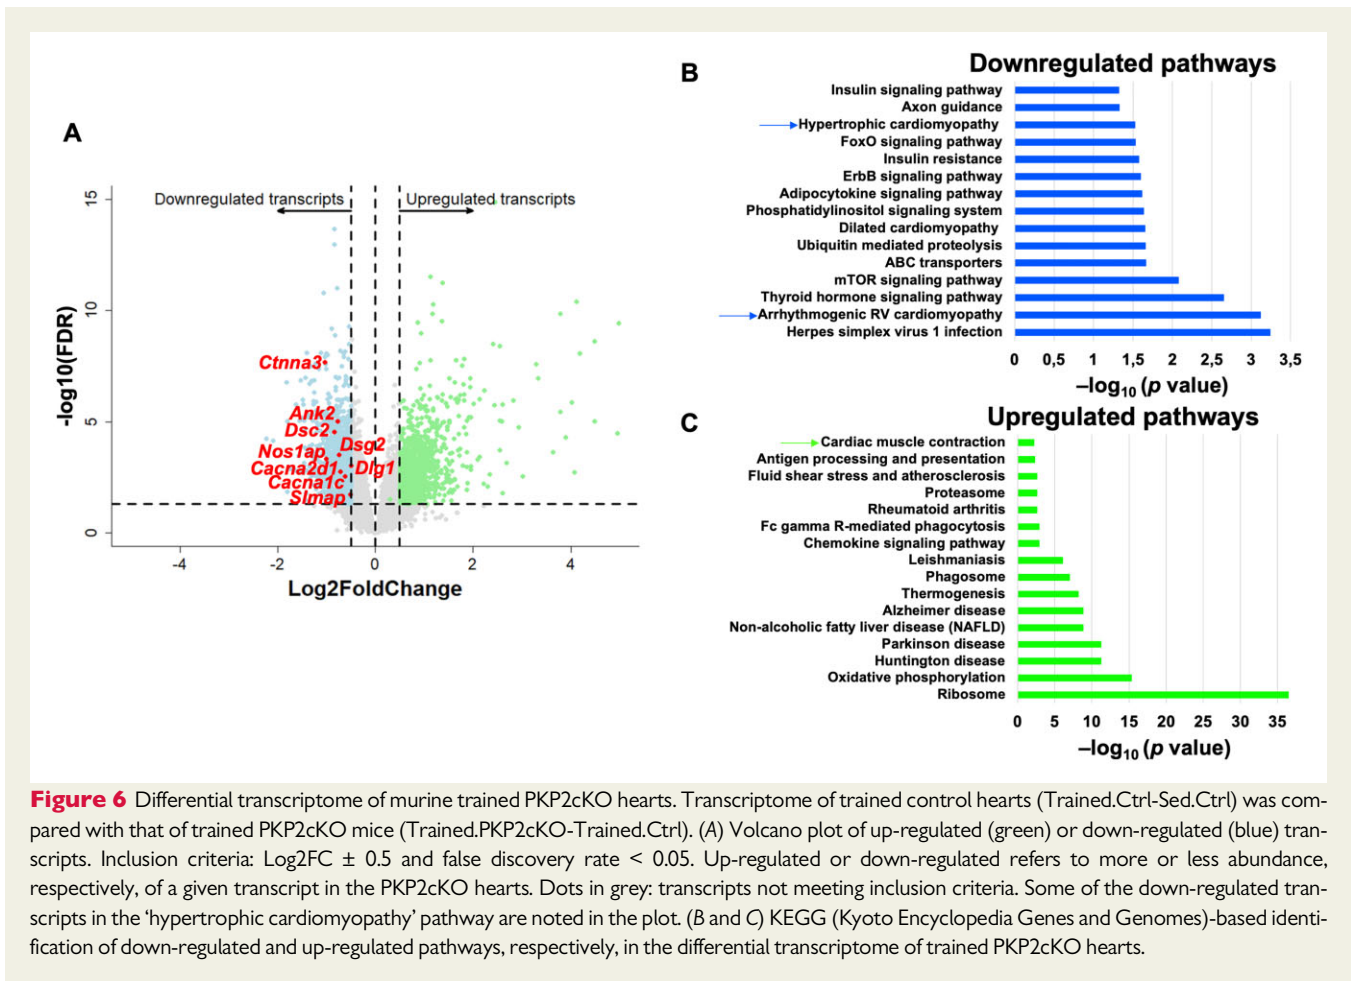 A
Downregulated transcripts
Upregulated transcripts
-log10(FDR)
15
10
5
0
Ctnna3
Ank2
Dsc2
Dsg2
Nos1ap
Cacna2d1
Dlg1
Cacna1c
Slmap
-4
-2
0
2
4
Log2FoldChange
B
Downregulated pathways
Insulin signaling pathway
Axon guidance
Hypertrophic cardiomyopathy
FoxO signaling pathway
Insulin resistance
ErbB signaling pathway
Adipocytokine signaling pathway
Phosphatidylinositol signaling system
Dilated cardiomyopathy
Ubiquitin mediated proteolysis
ABC transporters
mTOR signaling pathway
Thyroid hormone signaling pathway
Arrhythmogenic RV cardiomyopathy
Herpes simplex virus 1 infection
0 0,5 1 1,5 2 2,5 3 3,5
–log10 (p value)
C
Upregulated pathways
Cardiac muscle contraction
Antigen processing and presentation
Fluid shear stress and atherosclerosis
Proteasome
Rheumatoid arthritis
Fc gamma R-mediated phagocytosis
Chemokine signaling pathway
Leishmaniasis
Phagosome
Thermogenesis
Alzheimer disease
Non-alcoholic fatty liver disease (NAFLD)
Parkinson disease
Huntington disease
Oxidative phosphorylation
Ribosome
0 5 10 15 20 25 30 35
–log10 (p value)
Figure 6 Differential transcriptome of murine trained PKP2cKO hearts. Transcriptome of trained control hearts (Trained.Ctrl-Sed.Ctrl) was com-
pared with that of trained PKP2cKO mice (Trained.PKP2cKO-Trained.Ctrl). (A) Volcano plot of up-regulated (green) or down-regulated (blue) tran-
scripts. Inclusion criteria: Log2FC ± 0.5 and false discovery rate < 0.05. Up-regulated or down-regulated refers to more or less abundance,
respectively, of a given transcript in the PKP2cKO hearts. Dots in grey: transcripts not meeting inclusion criteria. Some of the down-regulated tran-
scripts in the ‘hypertrophic cardiomyopathy’ pathway are noted in the plot. (B and C) KEGG (Kyoto Encyclopedia Genes and Genomes)-based identi-
fication of down-regulated and up-regulated pathways, respectively, in the differential transcriptome of trained PKP2cKO hearts.